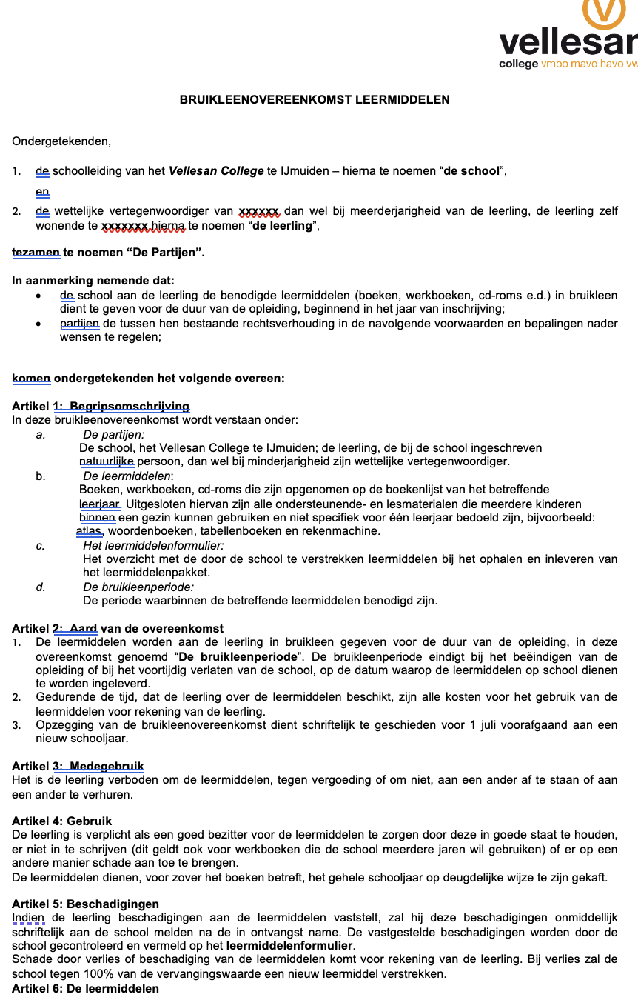 vellesan
college vmbo mavo havo vw
BRUIKLEENOVEREENKOMST LEERMIDDELEN
Ondergetekenden,
1. de schoolleiding van het Vellesan College te IJmuiden – hierna te noemen “de school”,
en
2. de wettelijke vertegenwoordiger van xxxxxx, dan wel bij meerderjarigheid van de leerling, de leerling zelf
wonende te xxxxxxx,hierna te noemen “de leerling”,
tezamen te noemen “De Partijen”.
In aanmerking nemende dat:
• de school aan de leerling de benodigde leermiddelen (boeken, werkboeken, cd-roms e.d.) in bruikleen
dient te geven voor de duur van de opleiding, beginnend in het jaar van inschrijving;
• partijen de tussen hen bestaande rechtsverhouding in de navolgende voorwaarden en bepalingen nader
wensen te regelen;
komen ondergetekenden het volgende overeen:
Artikel 1: Begripsomschrijving
In deze bruikleenovereenkomst wordt verstaan onder:
a. De partijen:
De school, het Vellesan College te IJmuiden; de leerling, de bij de school ingeschreven
natuurlijke persoon, dan wel bij minderjarigheid zijn wettelijke vertegenwoordiger.
b. De leermiddelen:
Boeken, werkboeken, cd-roms die zijn opgenomen op de boekenlijst van het betreffende
leerjaar. Uitgesloten hiervan zijn alle ondersteunende- en lesmaterialen die meerdere kinderen
binnen een gezin kunnen gebruiken en niet specifiek voor één leerjaar bedoeld zijn, bijvoorbeeld:
atlas, woordenboeken, tabellenboeken en rekenmachine.
c. Het leermiddelenformulier:
Het overzicht met de door de school te verstrekken leermiddelen bij het ophalen en inleveren van
het leermiddelenpakket.
d. De bruikleenperiode:
De periode waarbinnen de betreffende leermiddelen benodigd zijn.
Artikel 2: Aard van de overeenkomst
1. De leermiddelen worden aan de leerling in bruikleen gegeven voor de duur van de opleiding, in deze
overeenkomst genoemd “De bruikleenperiode”. De bruikleenperiode eindigt bij het beëindigen van de
opleiding of bij het voortijdig verlaten van de school, op de datum waarop de leermiddelen op school dienen
te worden ingeleverd.
2. Gedurende de tijd, dat de leerling over de leermiddelen beschikt, zijn alle kosten voor het gebruik van de
leermiddelen voor rekening van de leerling.
3. Opzegging van de bruikleenovereenkomst dient schriftelijk te geschieden voor 1 juli voorafgaand aan een
nieuw schooljaar.
Artikel 3: Medegebruik
Het is de leerling verboden om de leermiddelen, tegen vergoeding of om niet, aan een ander af te staan of aan
een ander te verhuren.
Artikel 4: Gebruik
De leerling is verplicht als een goed bezitter voor de leermiddelen te zorgen door deze in goede staat te houden,
er niet in te schrijven (dit geldt ook voor werkboeken die de school meerdere jaren wil gebruiken) of er op een
andere manier schade aan toe te brengen.
De leermiddelen dienen, voor zover het boeken betreft, het gehele schooljaar op deugdelijke wijze te zijn gekaft.
Artikel 5: Beschadigingen
Indien de leerling beschadigingen aan de leermiddelen vaststelt, zal hij deze beschadigingen onmiddellijk
schriftelijk aan de school melden na de in ontvangst name. De vastgestelde beschadigingen worden door de
school gecontroleerd en vermeld op het leermiddelenformulier.
Schade door verlies of beschadiging van de leermiddelen komt voor rekening van de leerling. Bij verlies zal de
school tegen 100% van de vervangingswaarde een nieuw leermiddel verstrekken.
Artikel 6: De leermiddelen